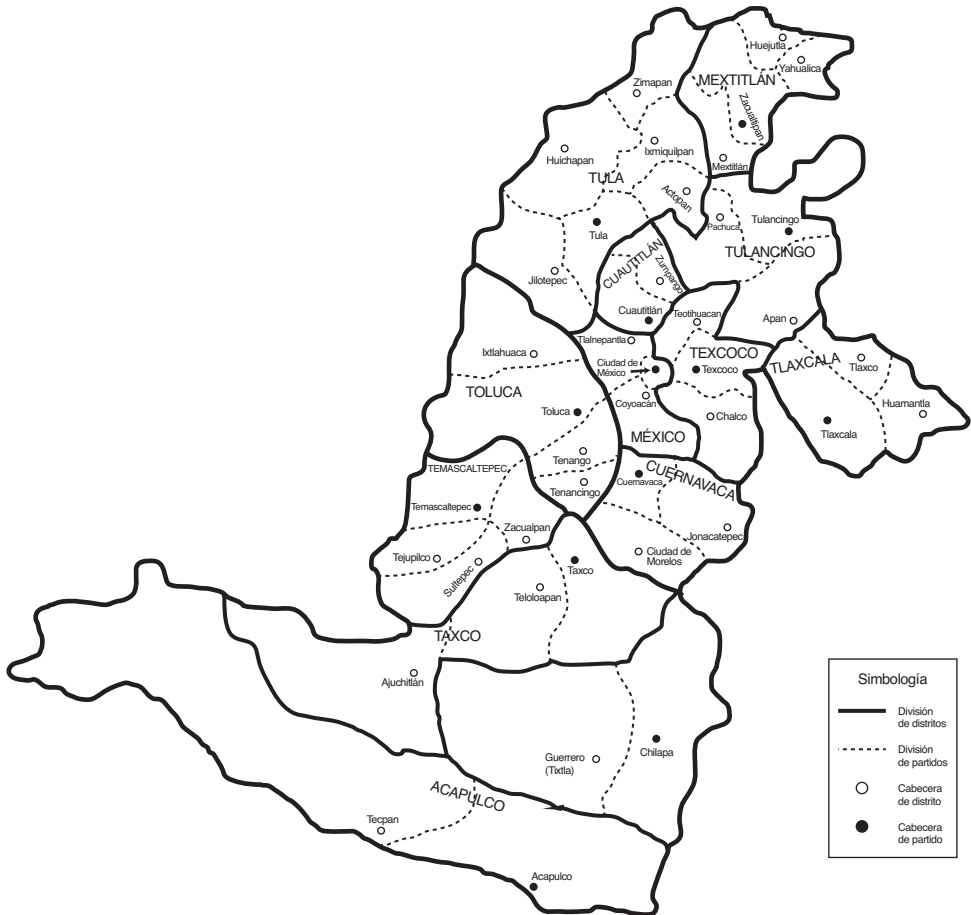 Huejutla
Yahualica
MEXTITLÁN
Zimapan
Zacualtipan
Ixmiquilpan
Huichapan
Mextitlán
TULA
Actopan
Pachuca
Tulancingo
Tula
TULANCINGO
CUAUTITLÁN
Zumpango
Jilotepec
Cuautitlán
Teotihuacan
Apan
Tlalnepantla
Ixtlahuaca
TEXCOCO
TLAXCALA
Ciudad de
México
Texcoco
Tlaxco
TOLUCA
Coyoacán
Huamantla
Toluca
Chalco
MÉXICO
Tlaxcala
Tenango
TEMASCALTEPEC
CUERNAVACA
Cuernavaca
Tenancingo
Temascaltepec
Zacualpan
Jonacatepec
Tejupilco
Ciudad de
Morelos
Sultepec
Taxco
Teloloapan
TAXCO
Ajuchitlán
Chilapa
Guerrero
(Tixtla)
ACAPULCO
Tecpan
Acapulco
Simbología
División
de distritos
División
de partidos
Cabecera
de distrito
Cabecera
de partido